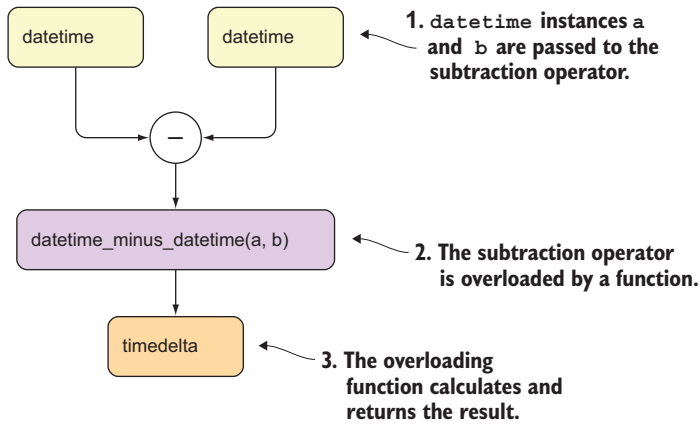 datetime
datetime
1. datetime instances a
and b are passed to the
subtraction operator.
−
datetime_minus_datetime(a, b)
2. The subtraction operator
is overloaded by a function.
timedelta
3. The overloading
function calculates and
returns the result.